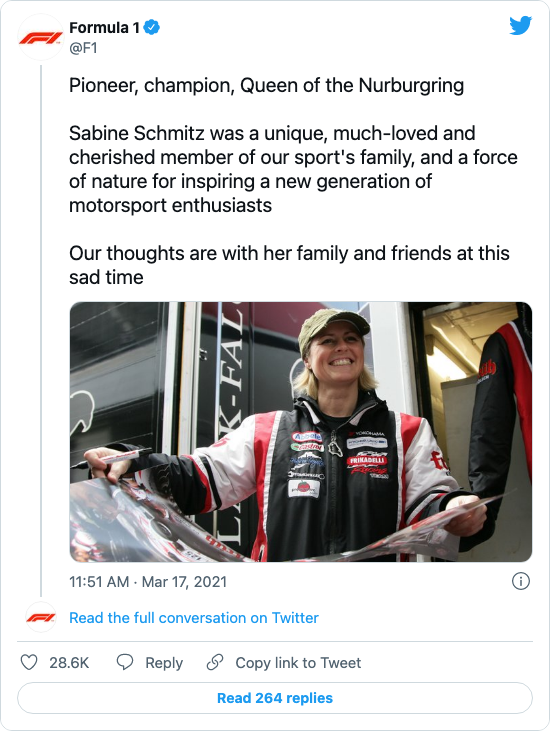 Formula 1
@F1
Pioneer, champion, Queen of the Nurburgring
Sabine Schmitz was a unique, much-loved and
cherished member of our sport's family, and a force
of nature for inspiring a new generation of
motorsport enthusiasts
Our thoughts are with her family and friends at this
sad time
YOKOHAMA
FRIKADELLI
Racing
TEAM
11:51 AM · Mar 17, 2021
Read the full conversation on Twitter
28.6K Reply Copy link to Tweet
Read 264 replies